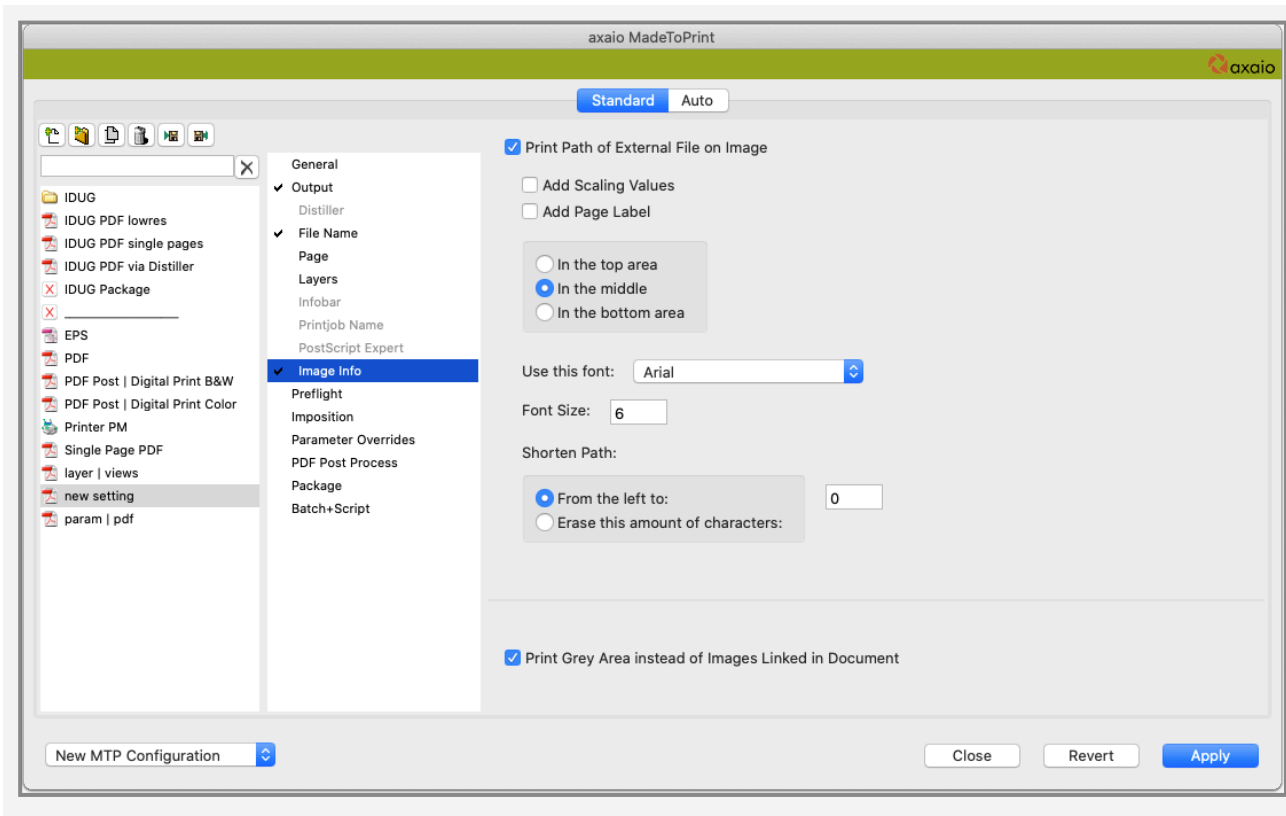 axaio MadeToPrint
axaio
Standard
Auto
IDUG
IDUG PDF lowres
IDUG PDF single pages
IDUG PDF via Distiller
IDUG Package
________________
EPS
PDF
PDF Post | Digital Print B&W
PDF Post | Digital Print Color
Printer PM
Single Page PDF
layer | views
new setting
param | pdf
General
Output
Distiller
File Name
Page
Layers
Infobar
Printjob Name
PostScript Expert
Image Info
Preflight
Imposition
Parameter Overrides
PDF Post Process
Package
Batch+Script
Print Path of External File on Image
Add Scaling Values
Add Page Label
In the top area
In the middle
In the bottom area
Use this font: Arial
Font Size: 6
Shorten Path:
From the left to: 0
Erase this amount of characters:
Print Grey Area instead of Images Linked in Document
New MTP Configuration
Close
Revert
Apply